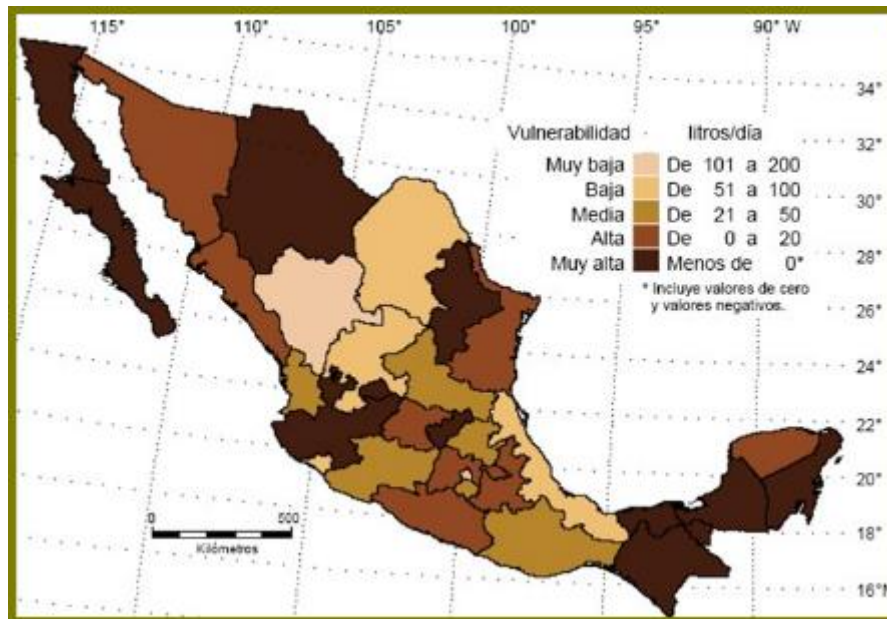 115° 110° 105° 100° 95° 90° W
34°
32°
30°
28°
26°
24°
22°
20°
18°
16°N
Vulnerabilidad litros/día
Muy baja De 101 a 200
Baja De 51 a 100
Media De 21 a 50
Alta De 0 a 20
Muy alta Menos de 0*
* Incluye valores de cero
y valores negativos.
0 500
Kilómetros